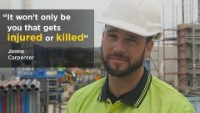 “It won't only be
you that gets
injured or killed”
Jonno
Carpenter